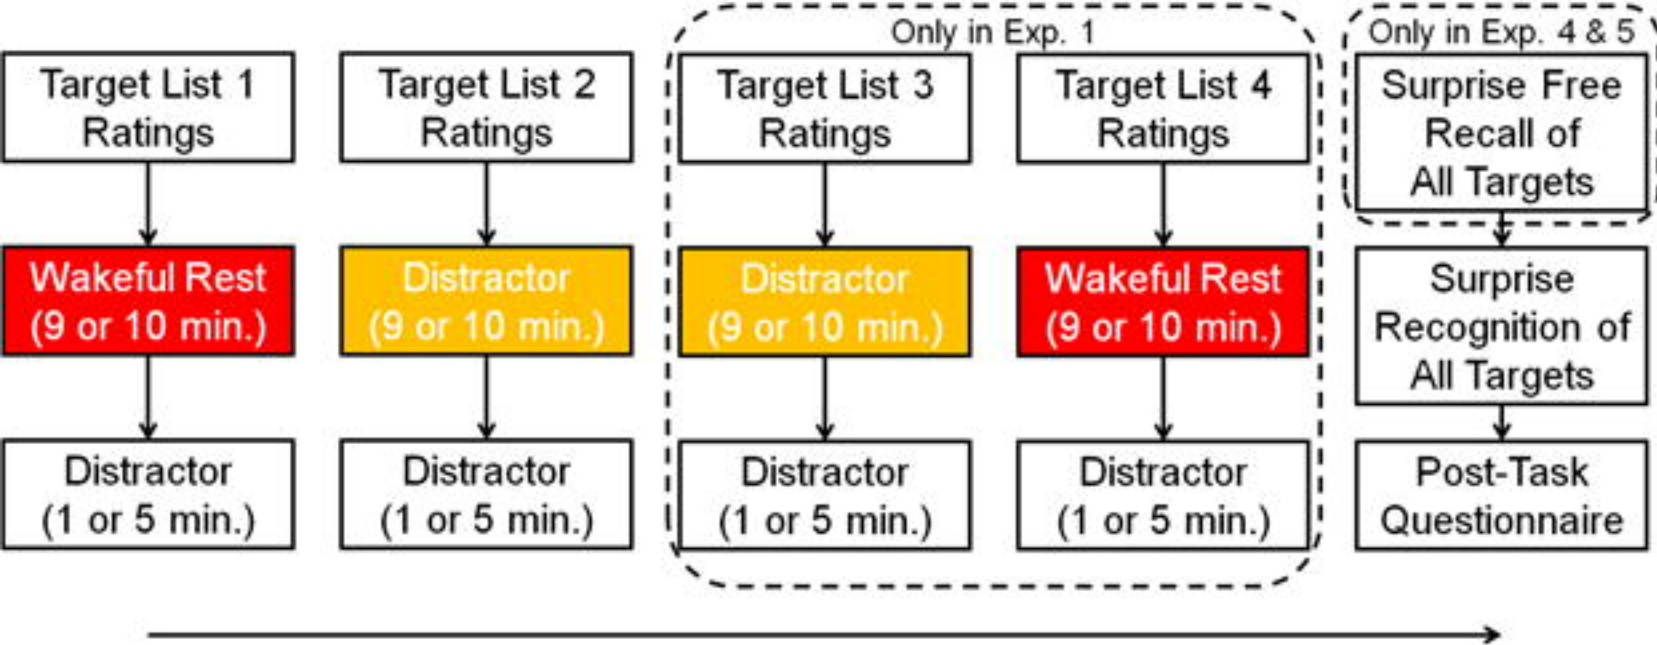 Only in Exp. 1
Only in Exp. 4 & 5
Target List 1
Ratings
Wakeful Rest
(9 or 10 min.)
Distractor
(1 or 5 min.)
Target List 2
Ratings
Distractor
(9 or 10 min.)
Distractor
(1 or 5 min.)
Target List 3
Ratings
Distractor
(9 or 10 min.)
Distractor
(1 or 5 min.)
Target List 4
Ratings
Wakeful Rest
(9 or 10 min.)
Distractor
(1 or 5 min.)
Surprise Free
Recall of
All Targets
Surprise
Recognition of
All Targets
Post-Task
Questionnaire